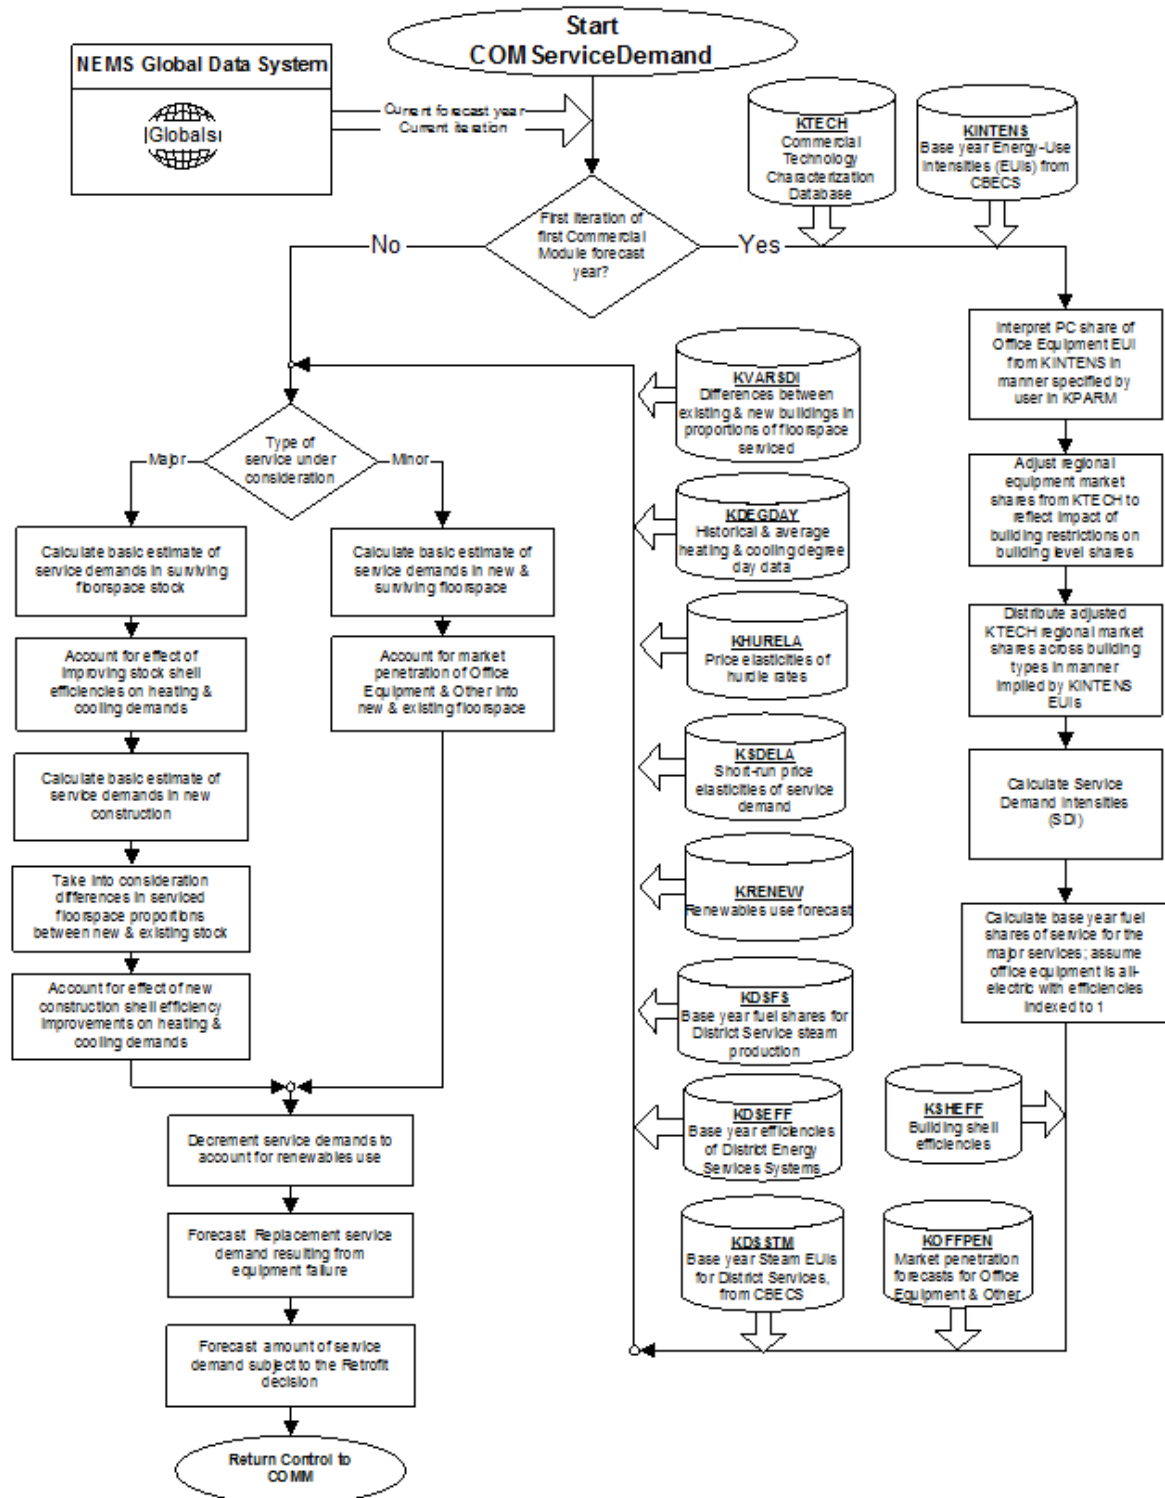 Start
COMServiceDemand
NEMS Global Data System
|Globals|
Current forecast year
Current iteration
KTECH
Commercial
Technology
Characterization
Database
KINTENS
Base year Energy-Use
Intensities (EUIs) from
CBECS
First Iteration of
first Commercial
Module forecast
year?
No
Yes
Interpret PC share of
Office Equipment EUI
from KINTENS in
manner specified by
user in KPARM
KVARSDI
Differences between
existing & new buildings in
proportions of floorspace
serviced
Type of
service under
consideration
Major
Minor
Adjust regional
equipment market
shares from KTECH to
reflect impact of
building restrictions on
building level shares
KDEGDAY
Historical & average
heating & cooling degree
day data
Calculate basic estimate of
service demands in surviving
floorspace stock
Calculate basic estimate of
service demands in new &
surviving floorspace
Distribute adjusted
KTECH regional market
shares across building
types in manner
implied by KINTENS
EUIs
KHURELA
Price elasticities of
hurdle rates
Account for effect of
improving stock shell
efficiencies on heating &
cooling demands
Account for market
penetration of Office
Equipment & Other into
new & existing floorspace
KSDELA
Short-run price
elasticities of service
demand
Calculate Service
Demand Intensities
(SDI)
Calculate basic estimate of
service demands in new
construction
KRENEW
Renewables use forecast
Take into consideration
differences in serviced
floorspace proportions
between new & existing stock
Calculate base year fuel
shares of service for the
major services; assume
office equipment is all-
electric with efficiencies
indexed to 1
KDSFS
Base year fuel shares for
District Service steam
production
Account for effect of new
construction shell efficiency
improvements on heating &
cooling demands
KSHEFF
Building shell
efficiencies
KDSEFF
Base year efficiencies
of District Energy
Services Systems
Decrement service demands to
account for renewables use
KDSSTM
Base year Steam EUIs
for District Services,
from CBECS
KOFFPEN
Market penetration
forecasts for Office
Equipment & Other
Forecast Replacement service
demand resulting from
equipment failure
Forecast amount of service
demand subject to the Retrofit
decision
Return Control to
COMM